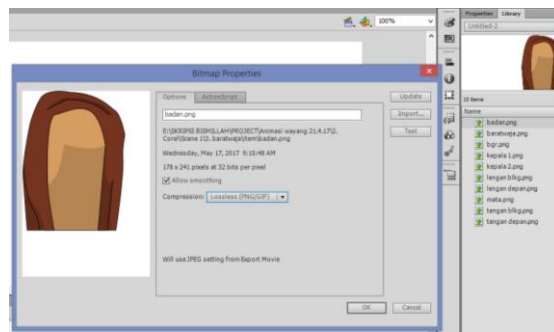 100%
Properties
Library
Untitled-2
10 items
Name
badan.png
baratwaja.png
bgr.png
kepala 1.png
kepala 2.png
lengan blkg.png
lengan depan.png
mata.png
tangan blkg.png
tangan depan.png
Bitmap Properties
Options
ActionScript
badan.png
E:\SKRIPSI BISMILLAH\PROJECT\Animasi wayang 21.4.17\2.
Corel\Scene 1\3. baratwaja\item\badan.png
Wednesday, May 17, 2017 9:10:48 AM
178 x 241 pixels at 32 bits per pixel
Allow smoothing
Compression: Lossless (PNG/GIF)
Will use JPEG setting from Export Movie
Update
Import...
Test
OK
Cancel